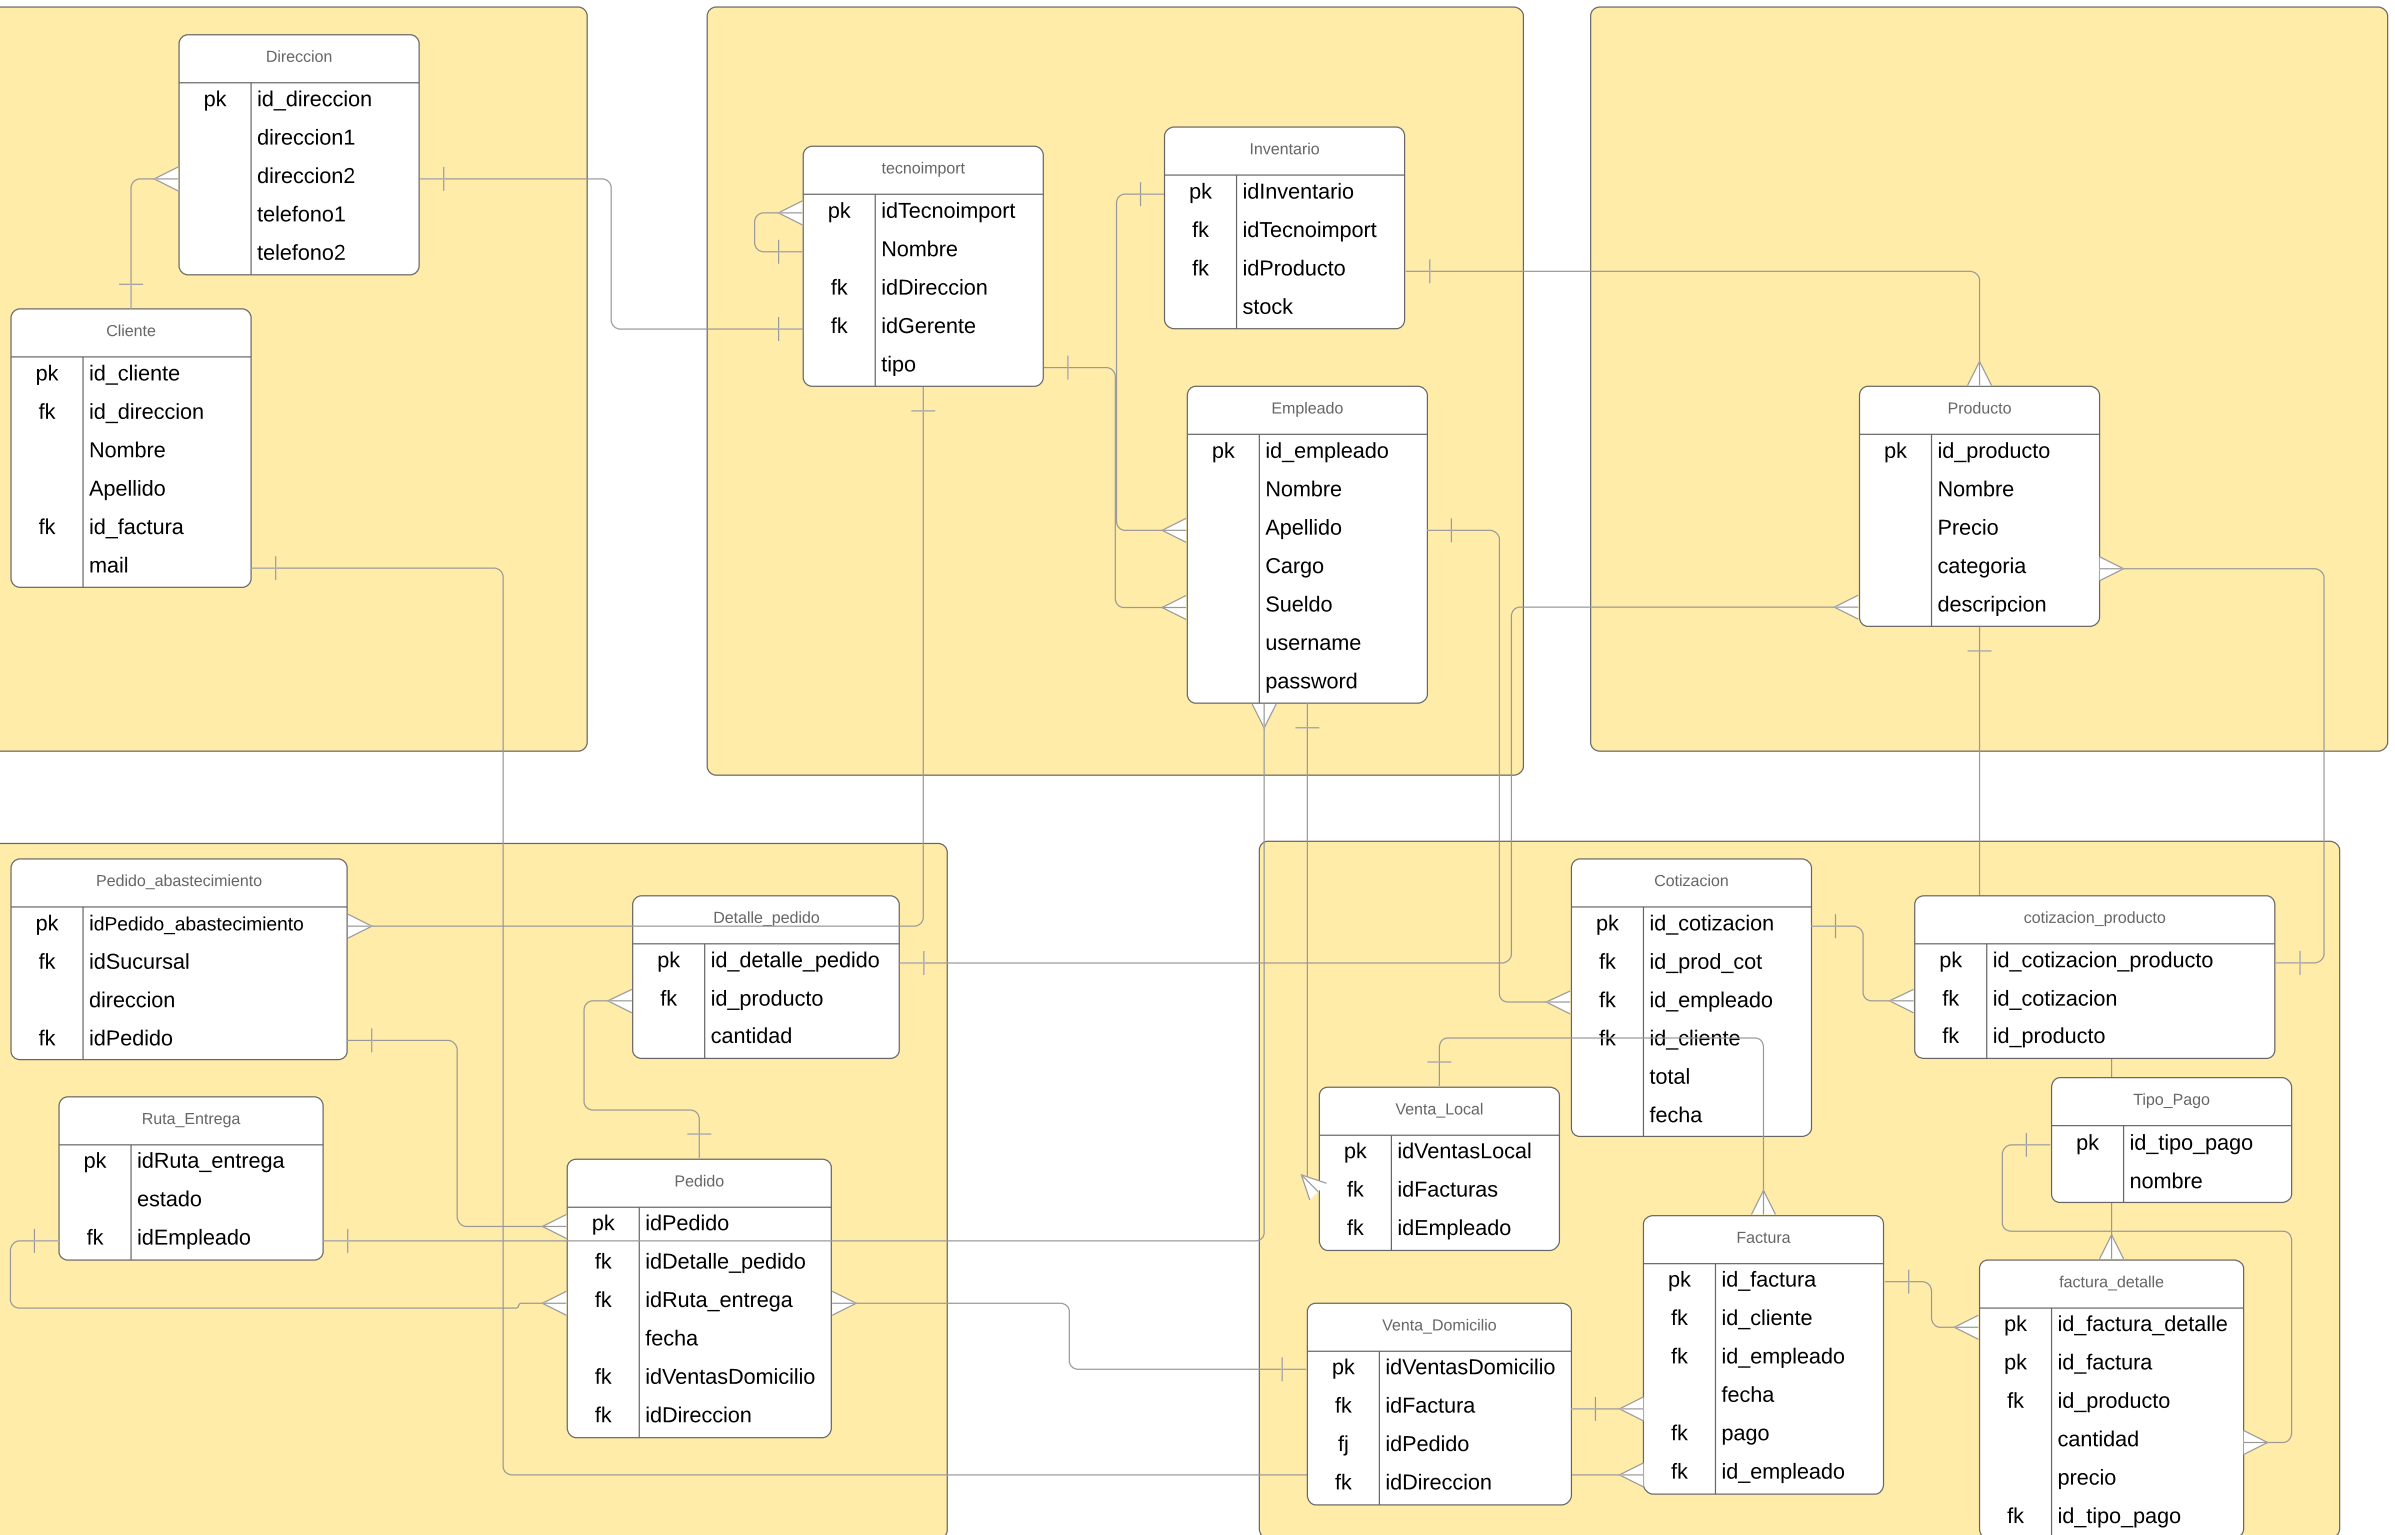 Direccion
pk id_direccion
direccion1
direccion2
telefono1
telefono2
Cliente
pk id_cliente
fk id_direccion
Nombre
Apellido
fk id_factura
mail
tecnoimport
pk idTecnoimport
Nombre
fk idDireccion
fk idGerente
tipo
Inventario
pk idInventario
fk idTecnoimport
fk idProducto
stock
Empleado
pk id_empleado
Nombre
Apellido
Cargo
Sueldo
username
password
Producto
pk id_producto
Nombre
Precio
categoria
descripcion
Pedido_abastecimiento
pk idPedido_abastecimiento
fk idSucursal
direccion
fk idPedido
Detalle_pedido
pk id_detalle_pedido
fk id_producto
cantidad
Ruta_Entrega
pk idRuta_entrega
estado
fk idEmpleado
Pedido
pk idPedido
fk idDetalle_pedido
fk idRuta_entrega
fecha
fk idVentasDomicilio
fk idDireccion
Cotizacion
pk id_cotizacion
fk id_prod_cot
fk id_empleado
fk id_cliente
total
fecha
cotizacion_producto
pk id_cotizacion_producto
fk id_cotizacion
fk id_producto
Venta_Local
pk idVentasLocal
fk idFacturas
fk idEmpleado
Tipo_Pago
pk id_tipo_pago
nombre
Factura
pk id_factura
fk id_cliente
fk id_empleado
fecha
fk pago
fk id_empleado
Venta_Domicilio
pk idVentasDomicilio
fk idFactura
fj idPedido
fk idDireccion
factura_detalle
pk id_factura_detalle
pk id_factura
fk id_producto
cantidad
precio
fk id_tipo_pago